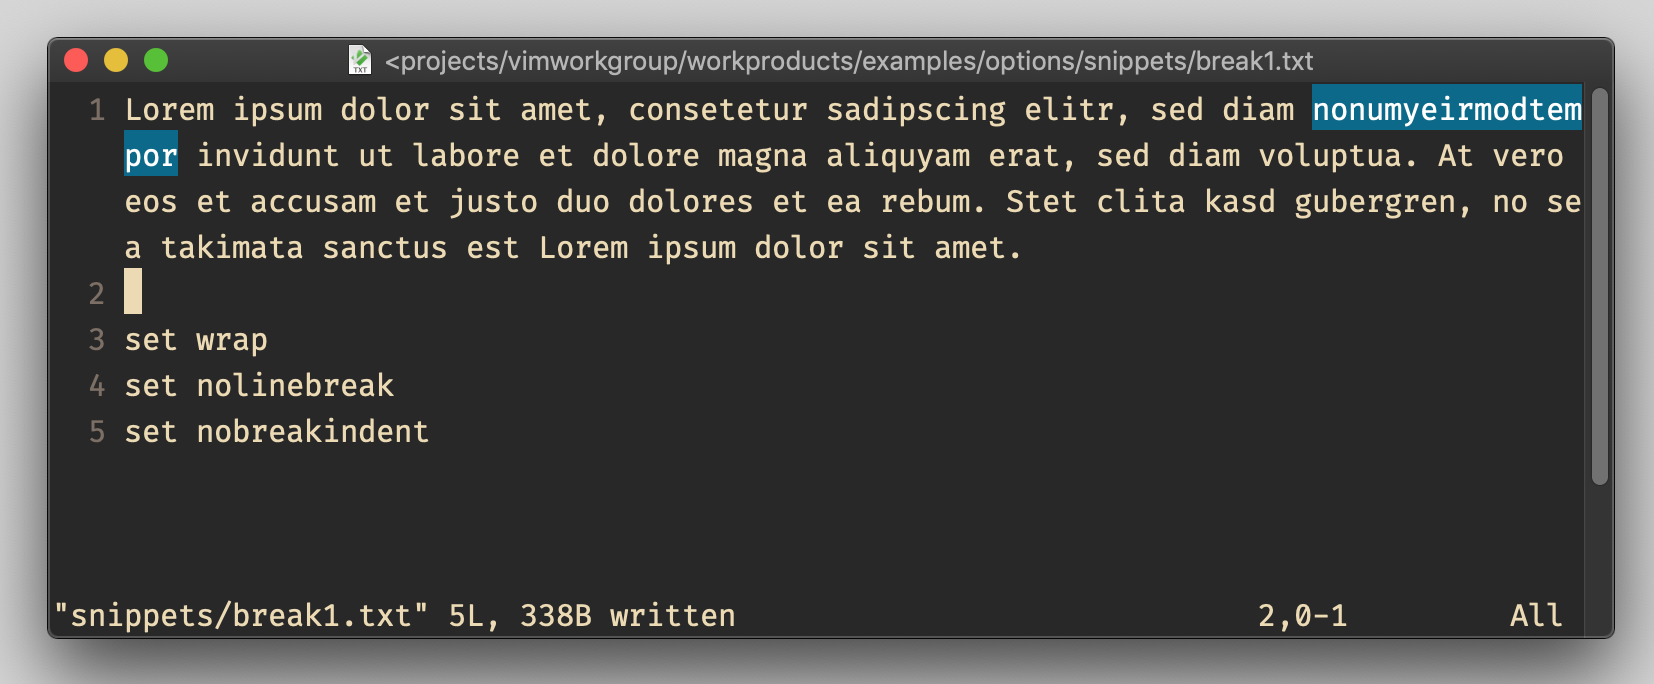 TXT
<projects/vimworkgroup/workproducts/examples/options/snippets/break1.txt
1 Lorem ipsum dolor sit amet, consetetur sadipscing elitr, sed diam nonumyeirmodtem
por invidunt ut labore et dolore magna aliquyam erat, sed diam voluptua. At vero
eos et accusam et justo duo dolores et ea rebum. Stet clita kasd gubergren, no se
a takimata sanctus est Lorem ipsum dolor sit amet.
2
3 set wrap
4 set nolinebreak
5 set nobreakindent
"snippets/break1.txt" 5L, 338B written 2,0-1 All